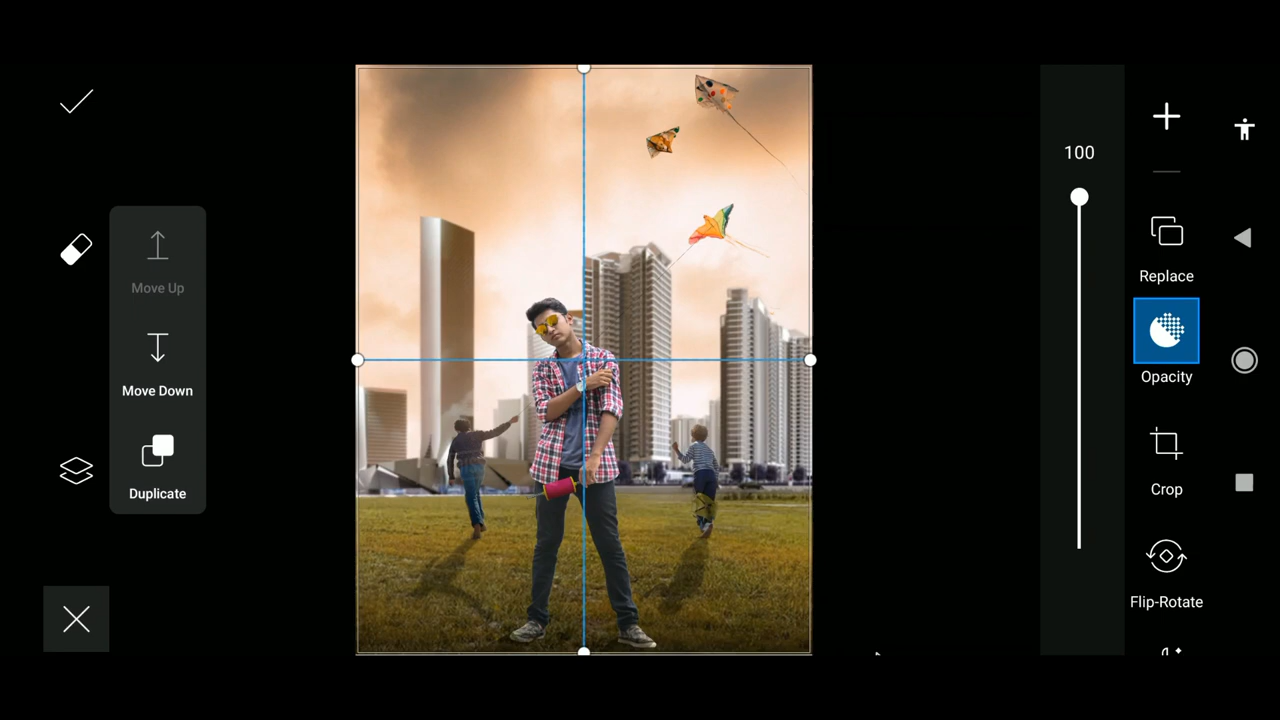 Move Up
Move Down
Duplicate
100
Replace
Opacity
Crop
Flip-Rotate